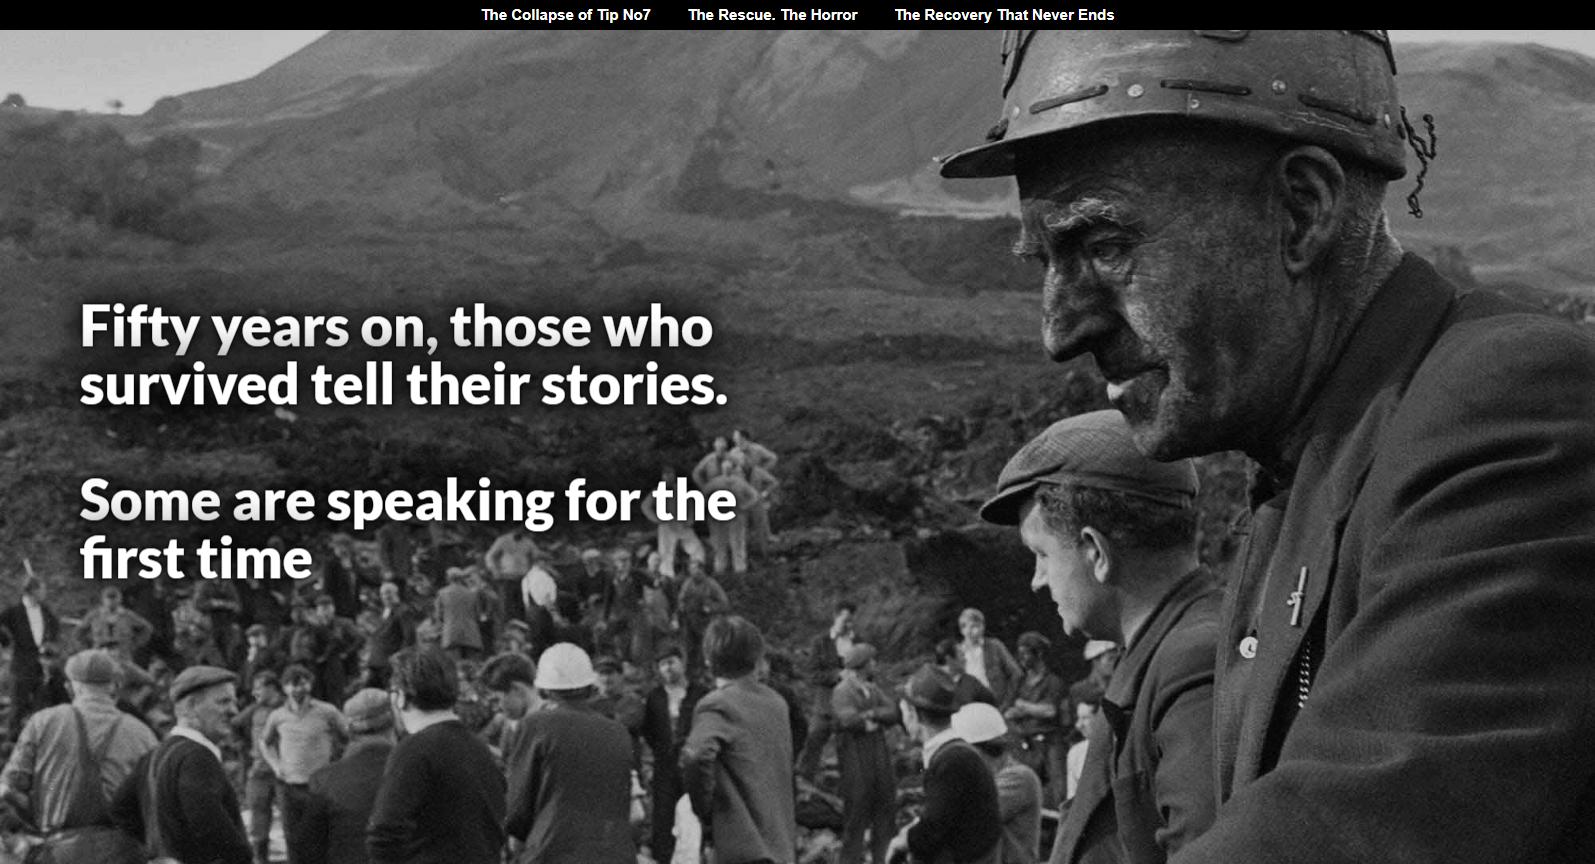 The Collapse of Tip No7 The Rescue. The Horror The Recovery That Never Ends
Fifty years on, those who
survived tell their stories.
Some are speaking for the
first time